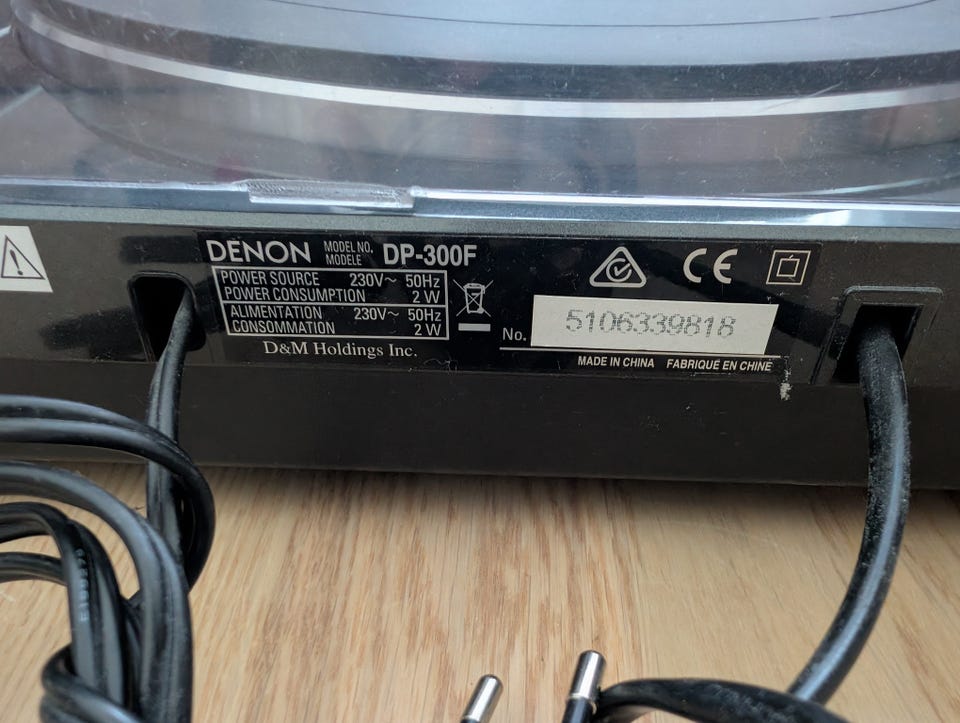 DENON MODEL NO. MODELE DP-300F
POWER SOURCE 230V~ 50Hz
POWER CONSUMPTION 2 W
ALIMENTATION 230V~ 50Hz
CONSOMMATION 2 W
D&M Holdings Inc.
CE
No. 5106339818
MADE IN CHINA FABRIQUÉ EN CHINE